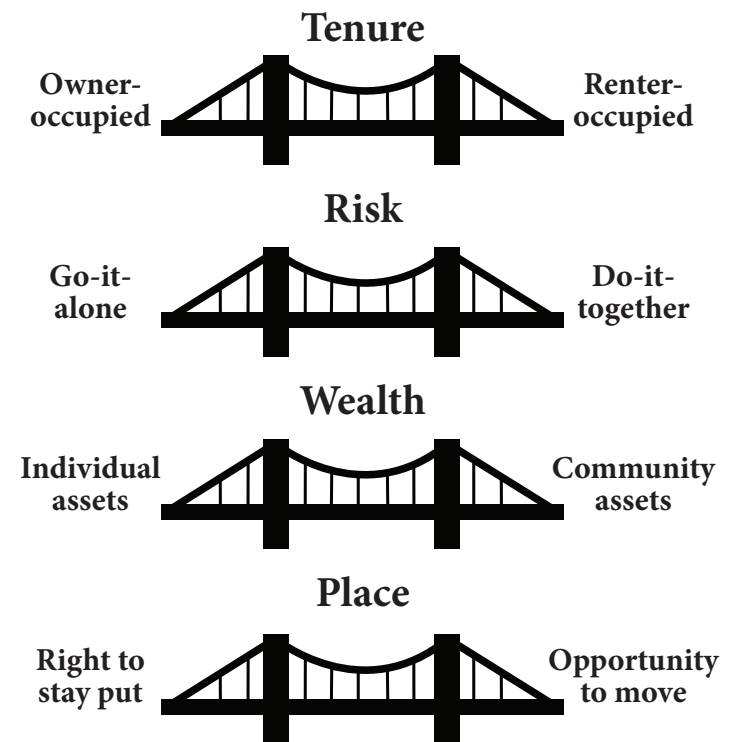 Tenure
Owner-
occupied
Renter-
occupied
Risk
Go-it-
alone
Do-it-
together
Wealth
Individual
assets
Community
assets
Place
Right to
stay put
Opportunity
to move